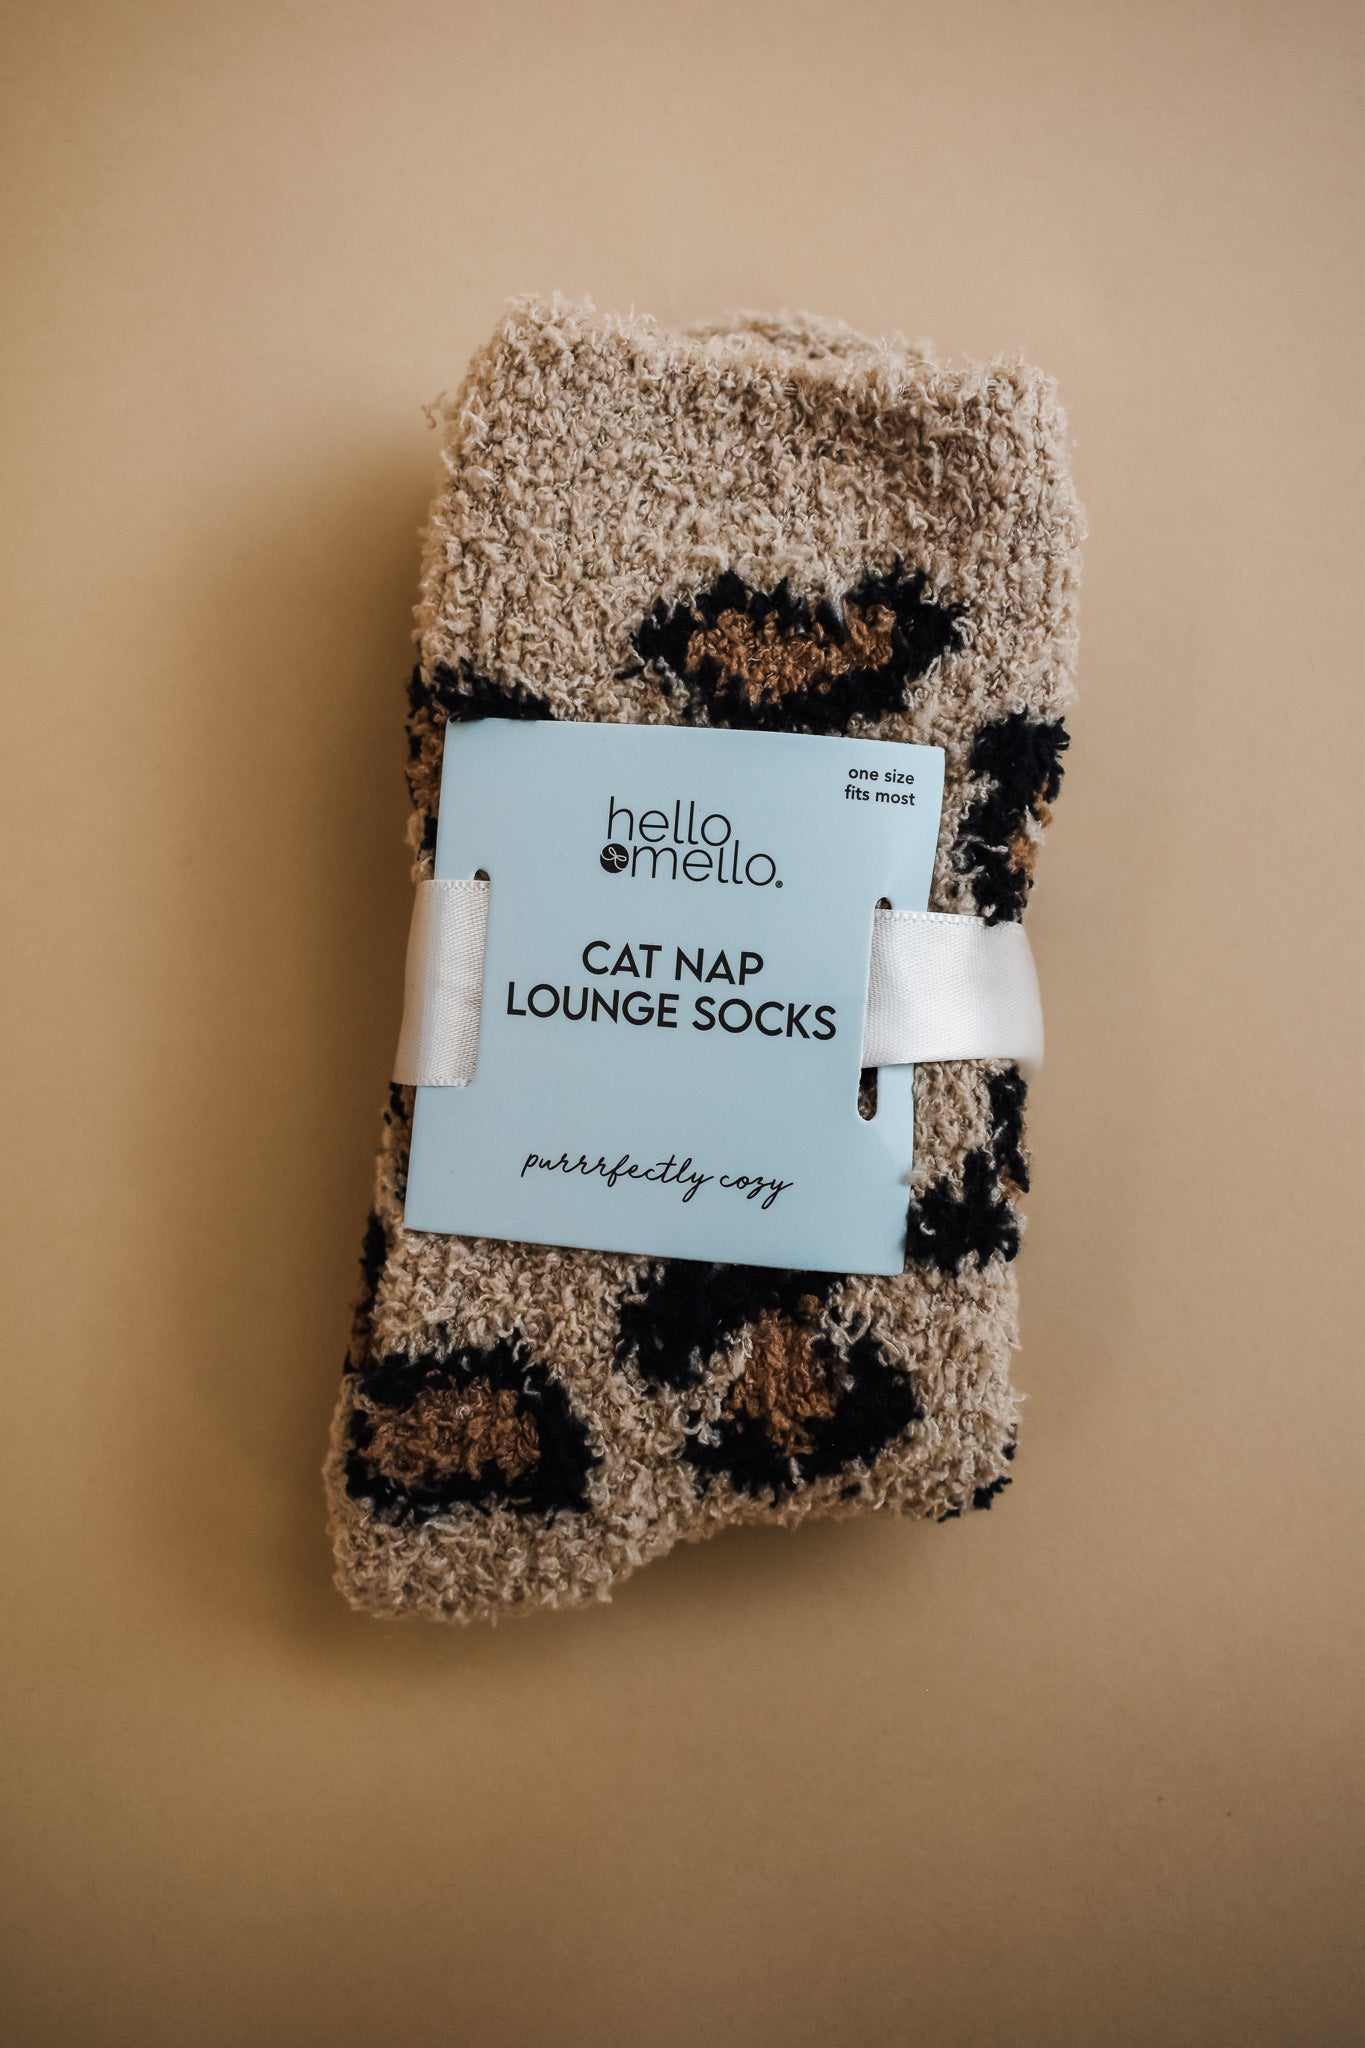 one size
fits most
hello
mello®
CAT NAP
LOUNGE SOCKS
purrrfectly cozy